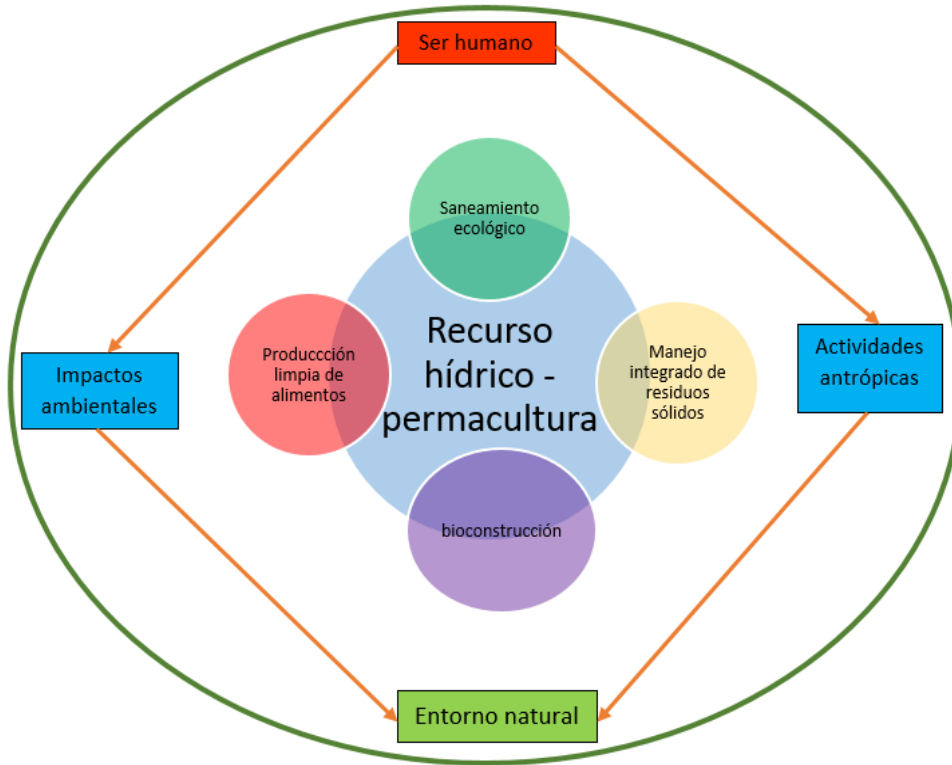 Ser humano
Saneamiento
ecológico
Produccción
limpia de
alimentos
Recurso
hídrico -
permacultura
Manejo
integrado de
residuos
sólidos
Impactos
ambientales
Actividades
antrópicas
bioconstrucción
Entorno natural